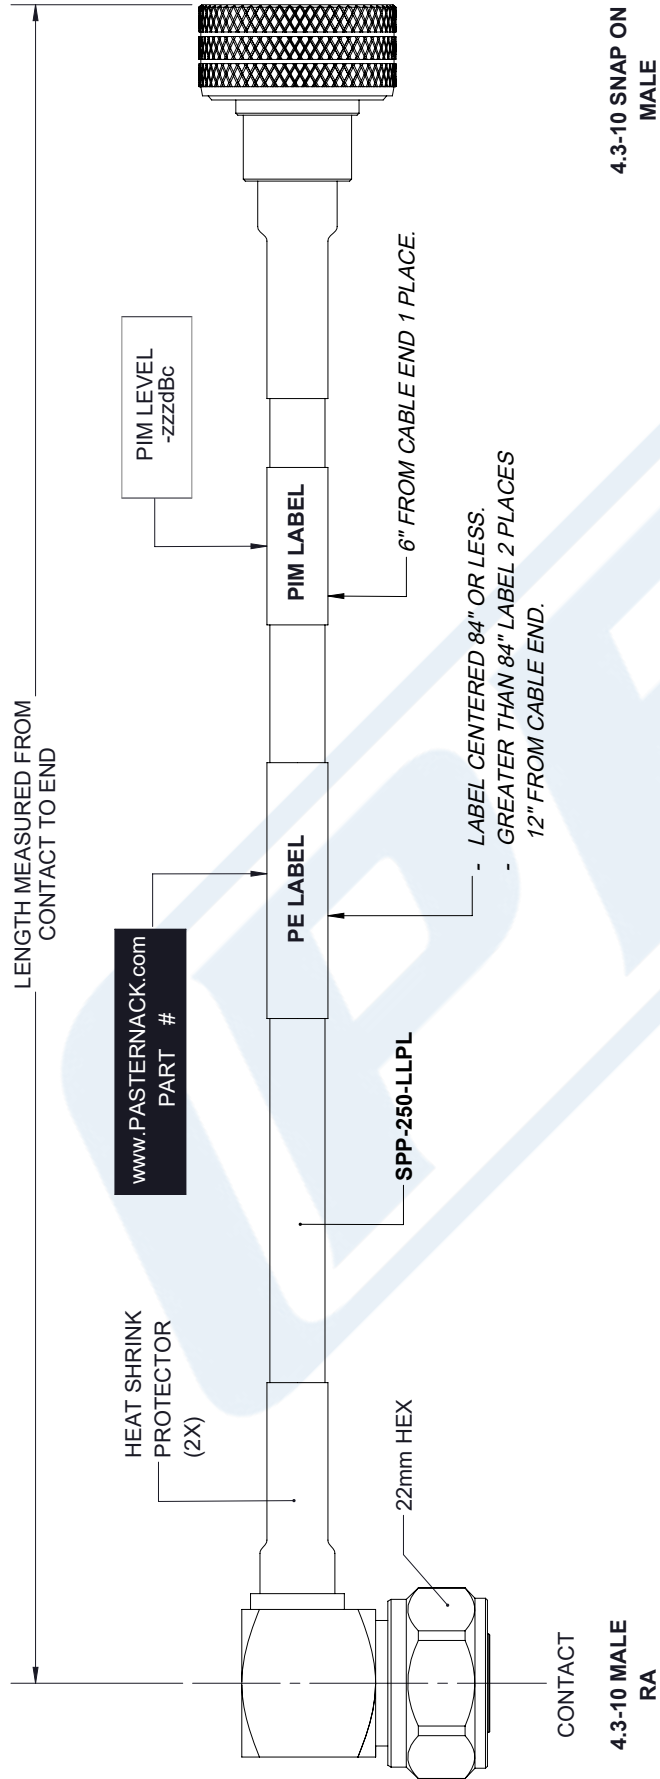 LENGTH MEASURED FROM
CONTACT TO END
www.PASTERNACK.com
PART #
PIM LEVEL
-zzzdBc
HEAT SHRINK
PROTECTOR
(2X)
PE LABEL
PIM LABEL
22mm HEX
SPP-250-LLPL
6" FROM CABLE END 1 PLACE.
- LABEL CENTERED 84" OR LESS.
- GREATER THAN 84" LABEL 2 PLACES
12" FROM CABLE END.
CONTACT
4.3-10 MALE
RA
4.3-10 SNAP ON
MALE